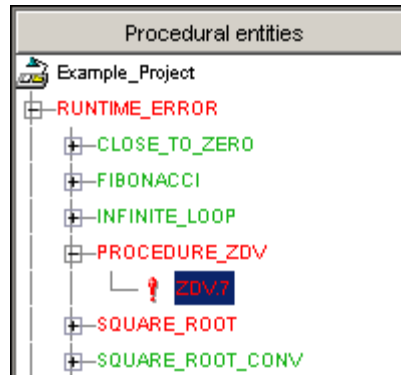 Procedural entities
Example_Project
RUNTIME_ERROR
CLOSE_TO_ZERO
FIBONACCI
INFINITE_LOOP
PROCEDURE_ZDV
ZDV.7
SQUARE_ROOT
SQUARE_ROOT_CONV